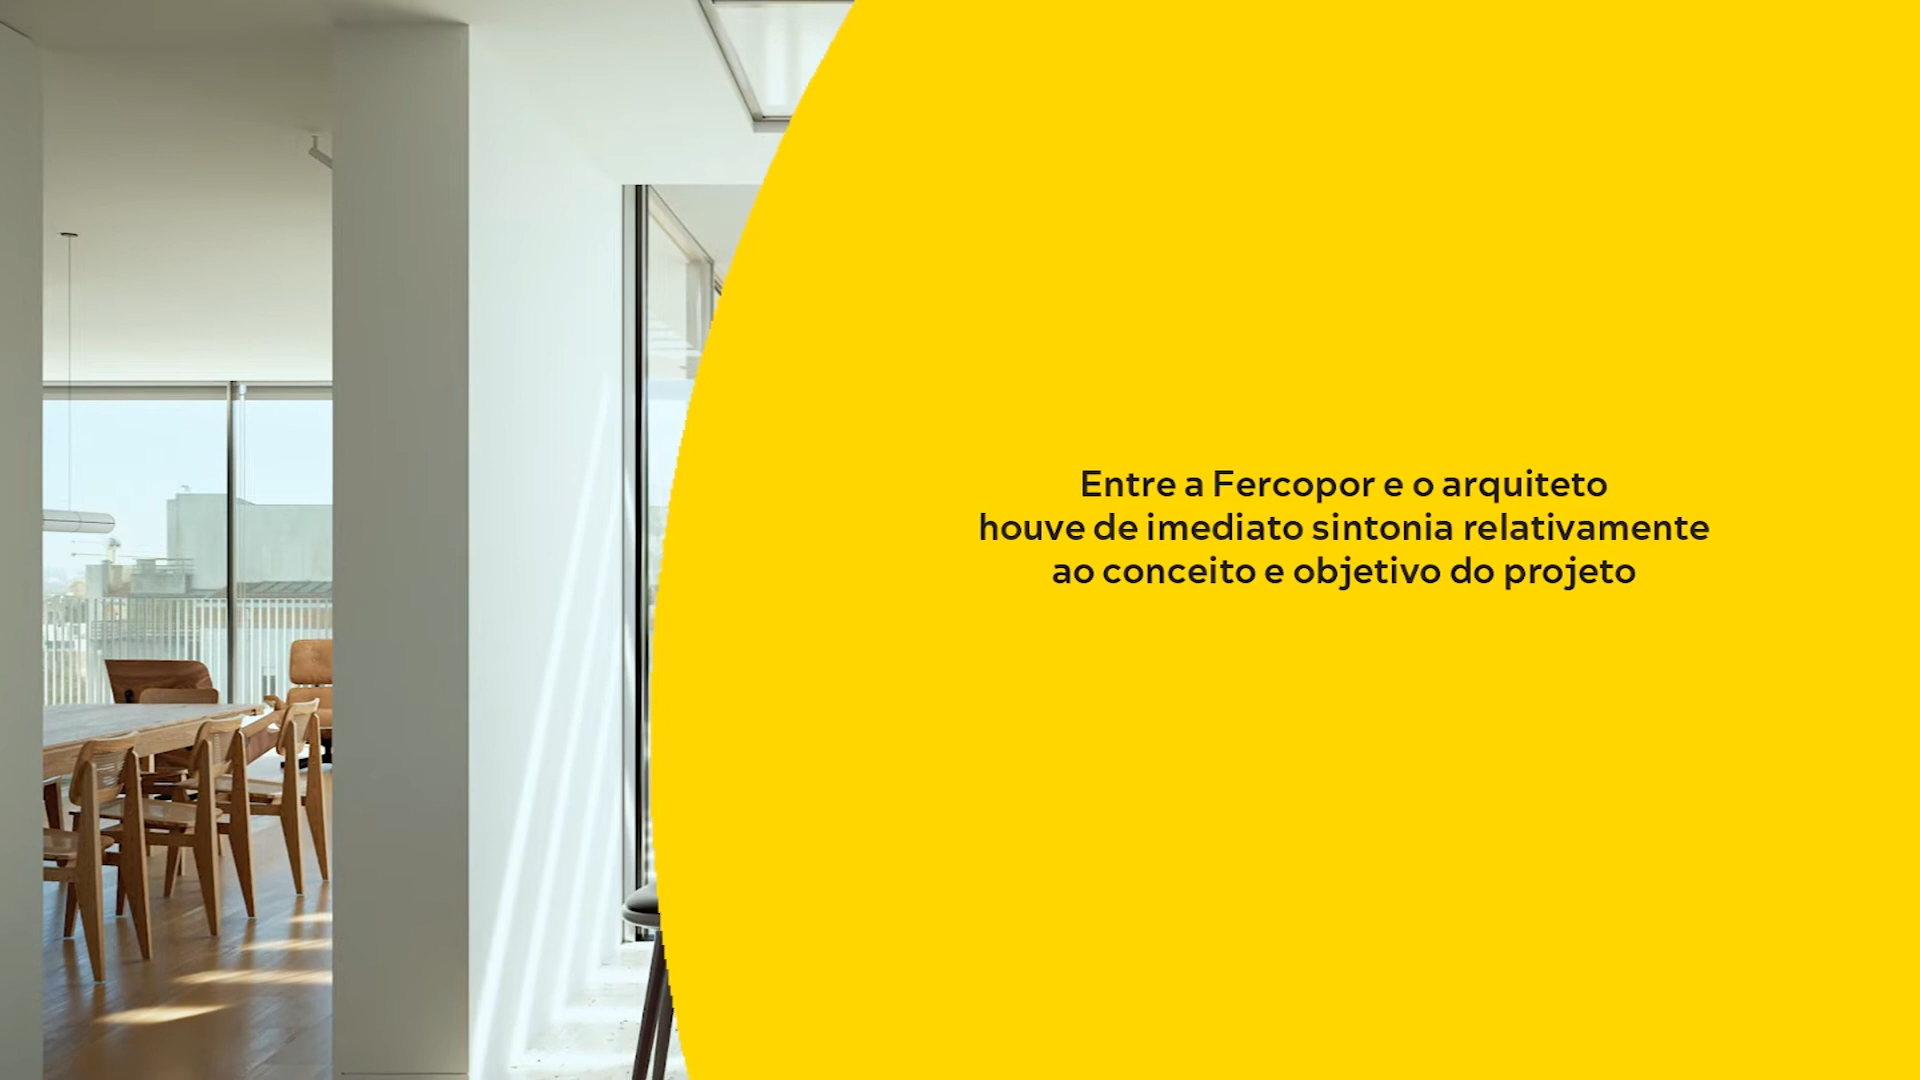 Entre a Fercopor e o arquiteto
houve de imediato sintonia relativamente
ao conceito e objetivo do projeto